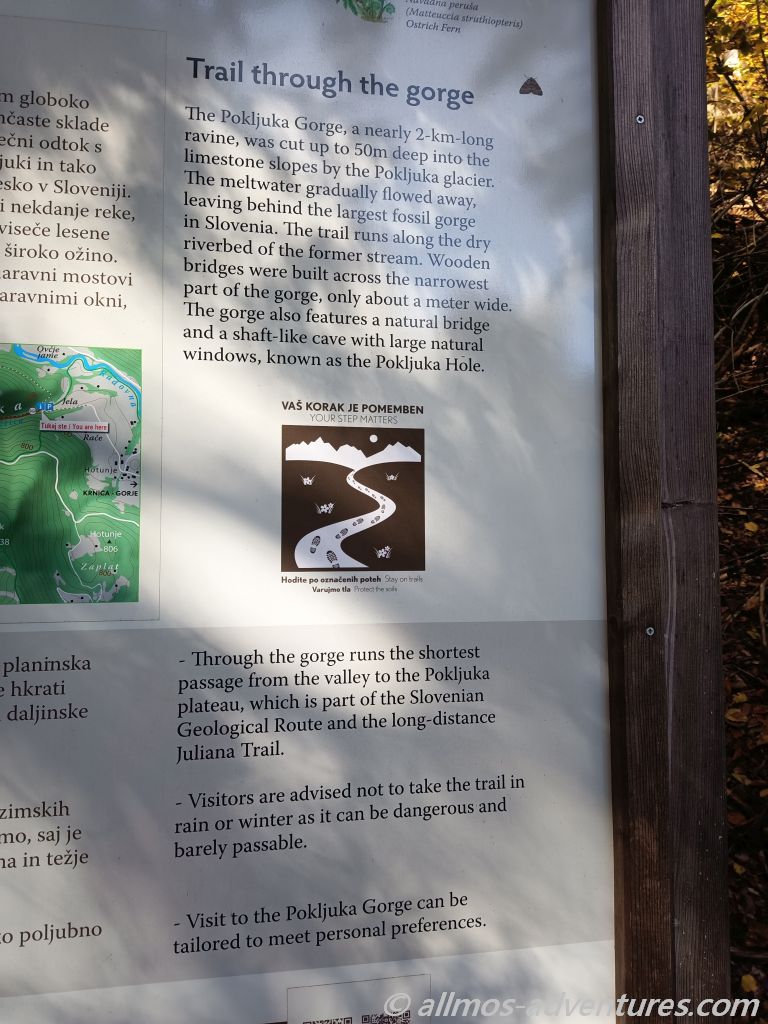 Navadna peruša
(Matteuccia struthiopteris)
Ostrich Fern
m globoko
nčaste sklade
ečni odtok s
juki in tako
esko v Sloveniji.
i nekdanje reke,
viseče lesene
široko ožino.
naravni mostovi
aravnimi okni,
Trail through the gorge
The Pokljuka Gorge, a nearly 2-km-long
ravine, was cut up to 50m deep into the
limestone slopes by the Pokljuka glacier.
The meltwater gradually flowed away,
leaving behind the largest fossil gorge
in Slovenia. The trail runs along the dry
riverbed of the former stream. Wooden
bridges were built across the narrowest
part of the gorge, only about a meter wide.
The gorge also features a natural bridge
and a shaft-like cave with large natural
windows, known as the Pokljuka Hole.
Ovčje
jame
Radovna
Jela
k a
Tukaj ste / You are here
Rače
800
Hotunje
KRNICA - GORJE
Hotunje
806
38
Zaplat
800
VAŠ KORAK JE POMEMBEN
YOUR STEP MATTERS
Hodite po označenih poteh Stay on trails
Varujmo tla Protect the soils
planinska
e hkrati
daljinske
zimskih
mo, saj je
na in težje
ko poljubno
- Through the gorge runs the shortest
passage from the valley to the Pokljuka
plateau, which is part of the Slovenian
Geological Route and the long-distance
Juliana Trail.
- Visitors are advised not to take the trail in
rain or winter as it can be dangerous and
barely passable.
- Visit to the Pokljuka Gorge can be
tailored to meet personal preferences.
© allmos-adventures.com